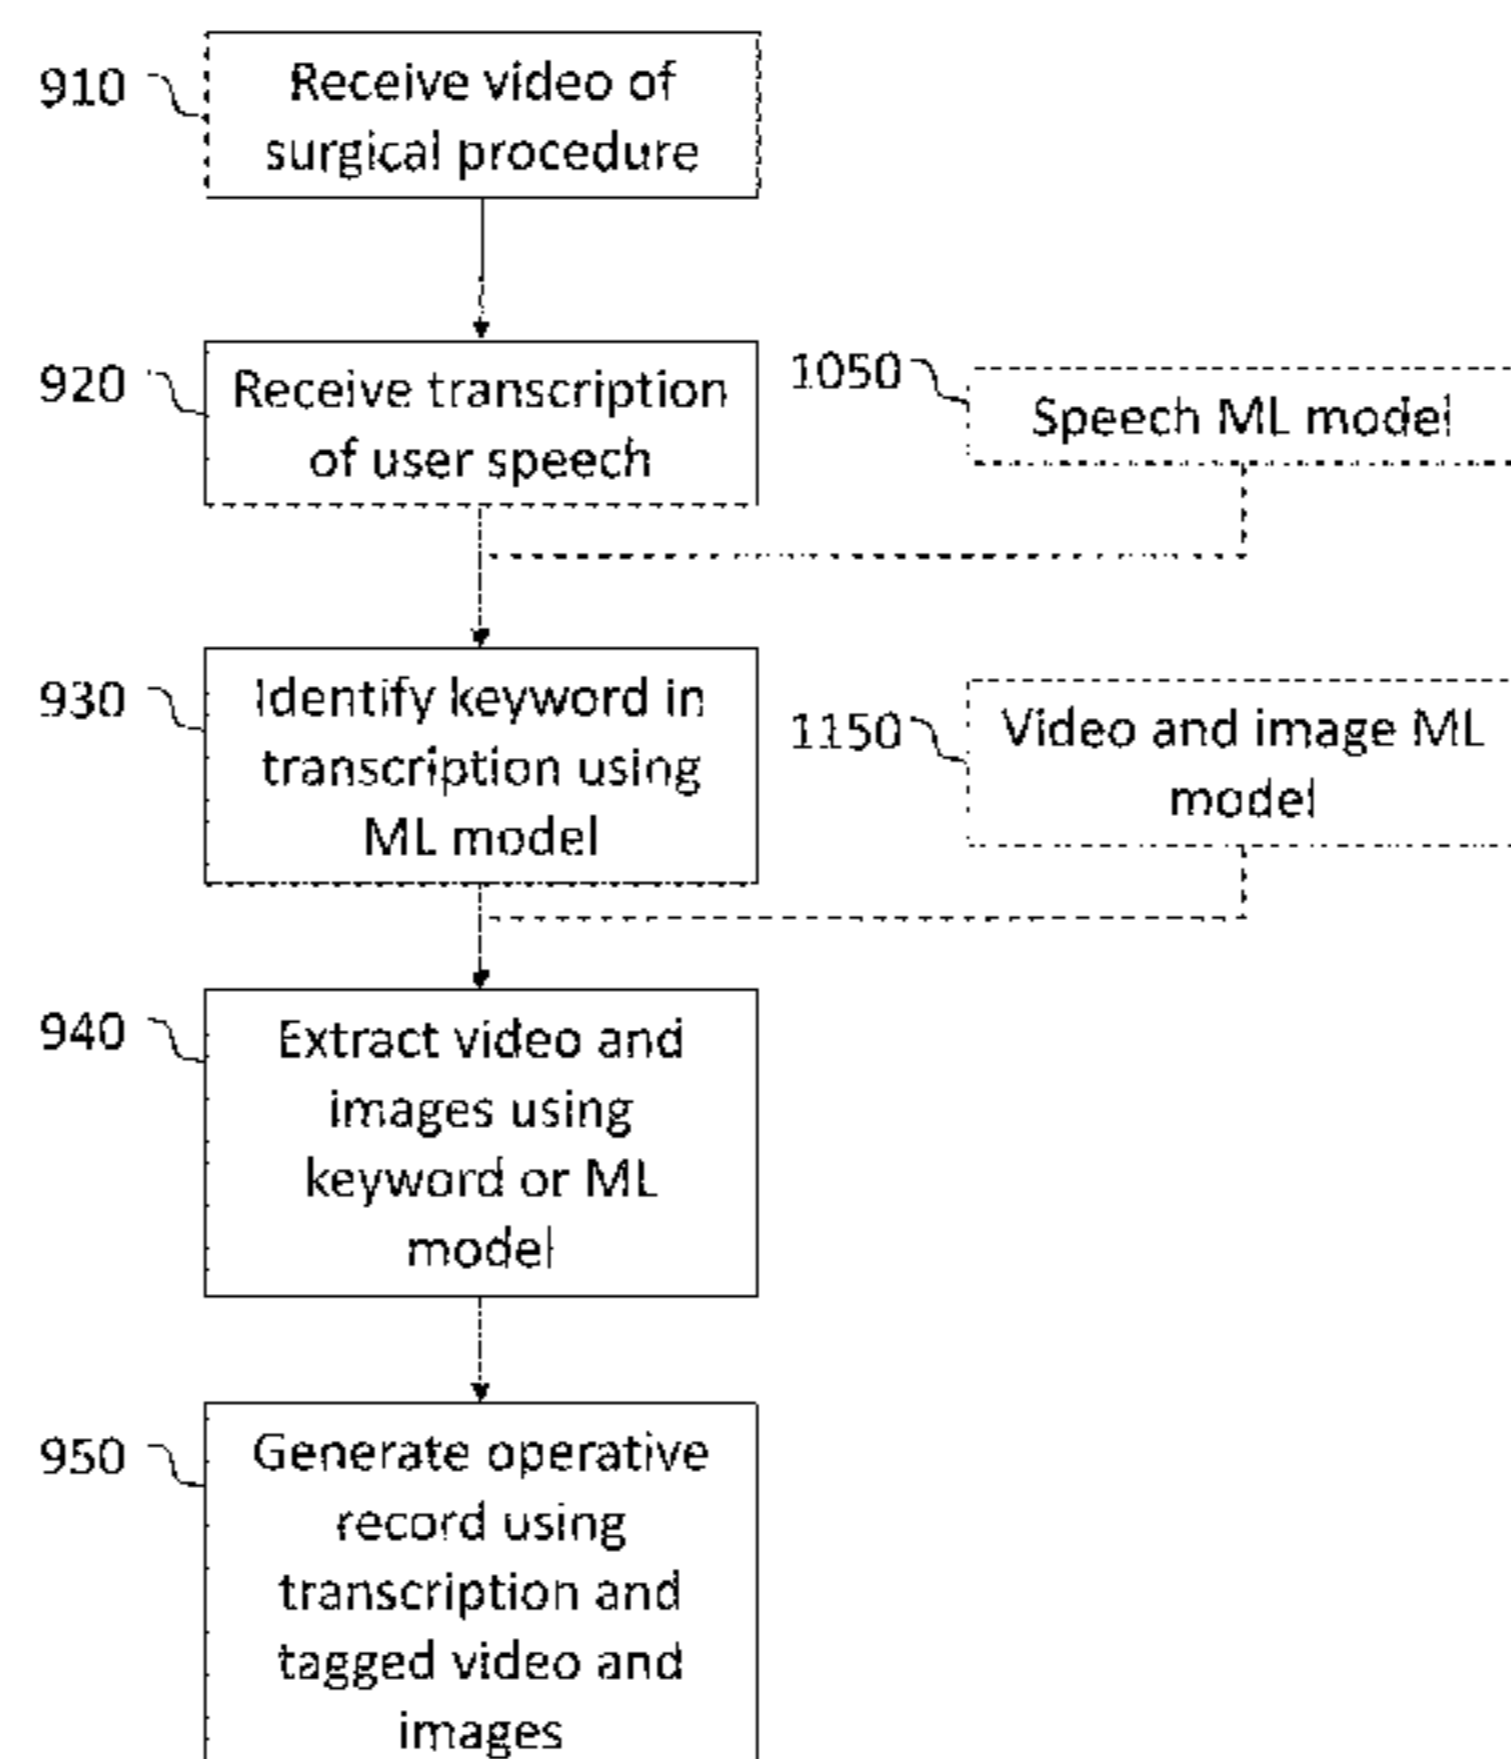 910
Receive video of
surgical procedure
920
Receive transcription
of user speech
1050
Speech ML model
930
Identify keyword in
transcription using
ML model
1150
Video and image ML
model
940
Extract video and
images using
keyword or ML
model
950
Generate operative
record using
transcription and
tagged video and
images